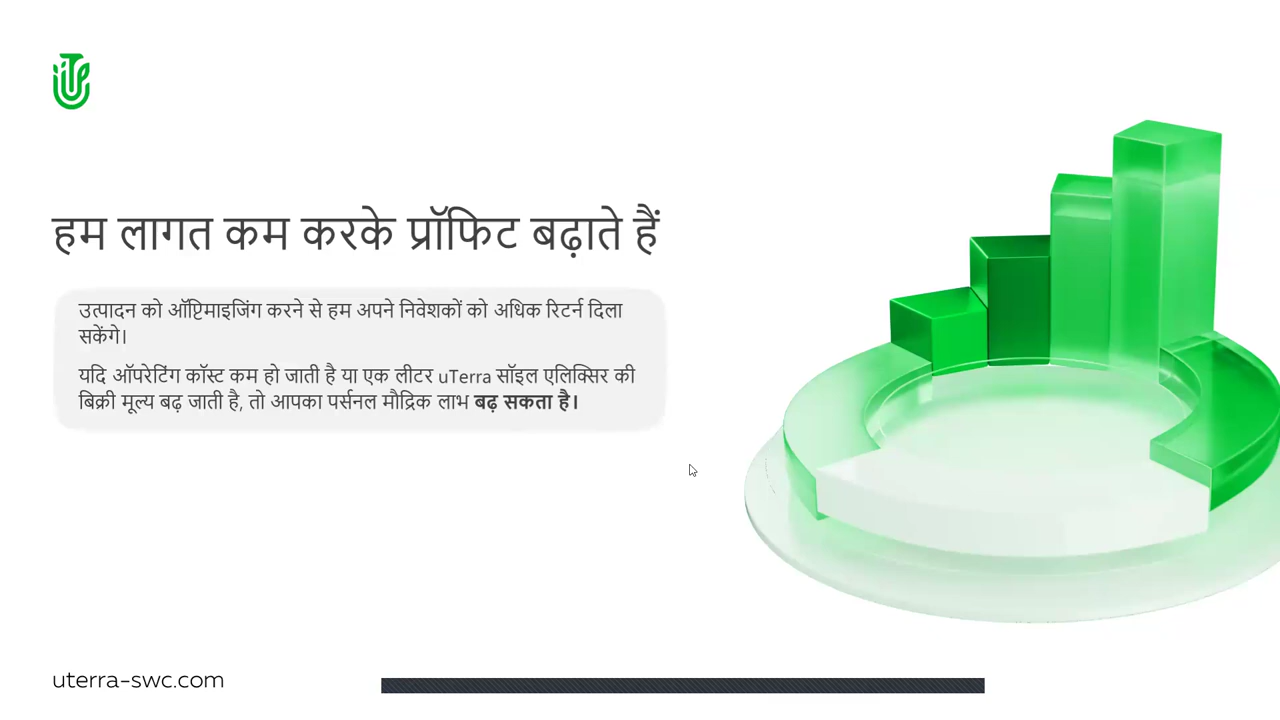 हम लागत कम करके प्रॉफिट बढ़ाते हैं
उत्पादन को ऑप्टिमाइजिंग करने से हम अपने निवेशकों को अधिक रिटर्न दिला
सकेंगे।
यदि ऑपरेटिंग कॉस्ट कम हो जाती है या एक लीटर uTerra सॉइल एलिक्सिर की
बिक्री मूल्य बढ़ जाती है, तो आपका पर्सनल मौद्रिक लाभ बढ़ सकता है।
uterra-swc.com